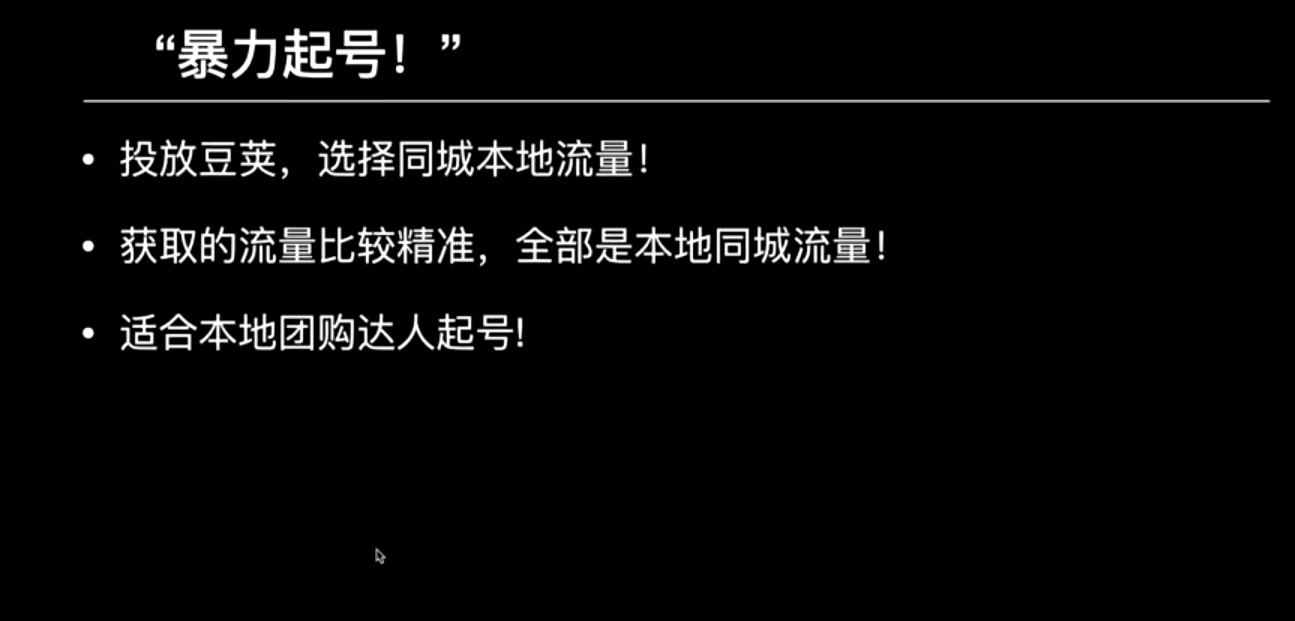 “暴力起号！”
• 投放豆荚，选择同城本地流量！
• 获取的流量比较精准，全部是本地同城流量！
• 适合本地团购达人起号!